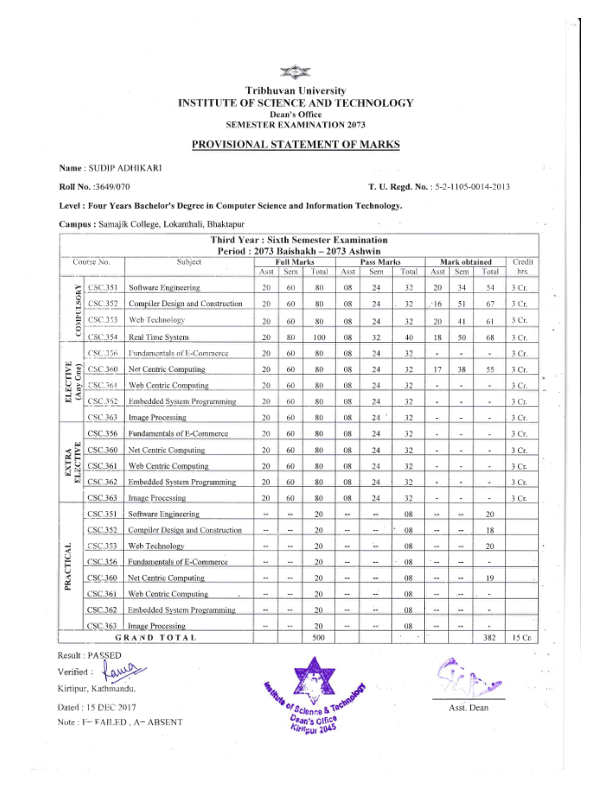 Tribhuvan University
INSTITUTE OF SCIENCE AND TECHNOLOGY
Dean's Office
SEMESTER EXAMINATION 2073
PROVISIONAL STATEMENT OF MARKS
Name : SUDIP ADHIKARI
Roll No. :3649/070 T. U. Regd. No. : 5-2-1105-0014-2013
Level : Four Years Bachelor's Degree in Computer Science and Information Technology.
Campus : Samajik College, Lokanthali, Bhaktapur
Third Year : Sixth Semester Examination
Period : 2073 Baishakh – 2073 Ashwin
Course No. Subject Full Marks Pass Marks Mark obtained Credit hrs.
Asst Sem Total Asst Sem Total Asst Sem Total
COMPULSORY
CSC.351 Software Engineering 20 60 80 08 24 32 20 34 54 3 Cr.
CSC.352 Compiler Design and Construction 20 60 80 08 24 32 16 51 67 3 Cr.
CSC.353 Web Technology 20 60 80 08 24 32 20 41 61 3 Cr.
CSC.354 Real Time System 20 80 100 08 32 40 18 50 68 3 Cr.
ELECTIVE (Any One)
CSC.356 Fundamentals of E-Commerce 20 60 80 08 24 32 - - - 3 Cr.
CSC.360 Net Centric Computing 20 60 80 08 24 32 17 38 55 3 Cr.
CSC.361 Web Centric Computing 20 60 80 08 24 32 - - - 3 Cr.
CSC.362 Embedded System Programming 20 60 80 08 24 32 - - - 3 Cr.
CSC.363 Image Processing 20 60 80 08 24 32 - - - 3 Cr.
EXTRA ELECTIVE
CSC.356 Fundamentals of E-Commerce 20 60 80 08 24 32 - - - 3 Cr.
CSC.360 Net Centric Computing 20 60 80 08 24 32 - - - 3 Cr.
CSC.361 Web Centric Computing 20 60 80 08 24 32 - - - 3 Cr.
CSC.362 Embedded System Programming 20 60 80 08 24 32 - - - 3 Cr.
CSC.363 Image Processing 20 60 80 08 24 32 - - - 3 Cr.
PRACTICAL
CSC.351 Software Engineering -- -- 20 -- -- 08 -- -- 20
CSC.352 Compiler Design and Construction -- -- 20 -- -- 08 -- -- 18
CSC.353 Web Technology -- -- 20 -- -- 08 -- -- 20
CSC.356 Fundamentals of E-Commerce -- -- 20 -- -- 08 -- -- -
CSC.360 Net Centric Computing -- -- 20 -- -- 08 -- -- 19
CSC.361 Web Centric Computing -- -- 20 -- -- 08 -- -- -
CSC.362 Embedded System Programming -- -- 20 -- -- 08 -- -- -
CSC.363 Image Processing -- -- 20 -- -- 08 -- -- -
GRAND TOTAL 500 382 15 Cr.
Result : PASSED
Verified :
Kirtipur, Kathmandu.
Dated : 15 DEC 2017
Note : F= FAILED , A= ABSENT
Institute of Science & Technology
Dean's Office
Kirtipur 2045
Asst. Dean